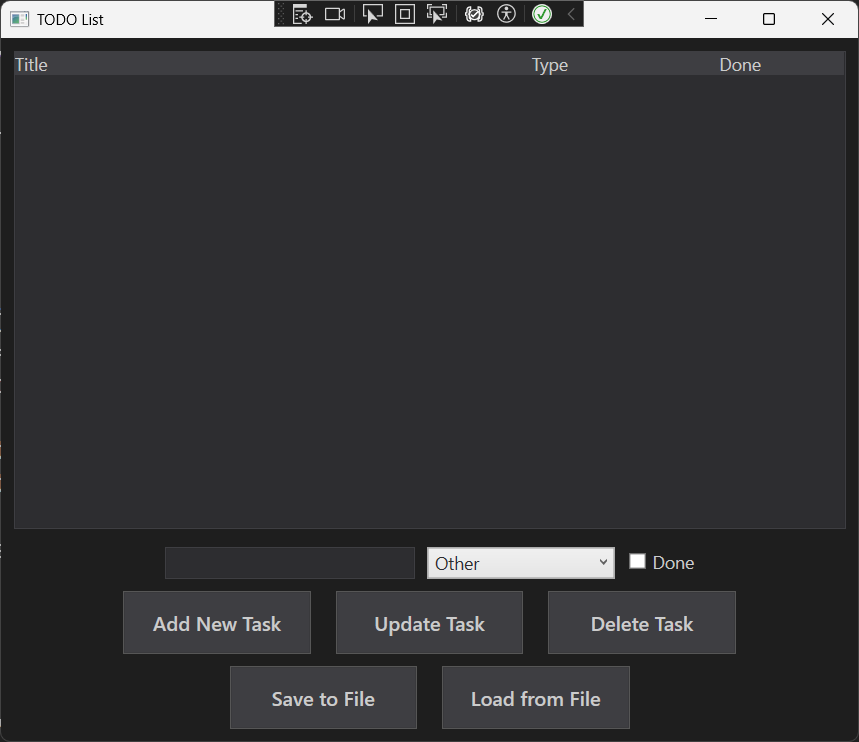 TODO List
Title Type Done
Other Done
Add New Task Update Task Delete Task
Save to File Load from File